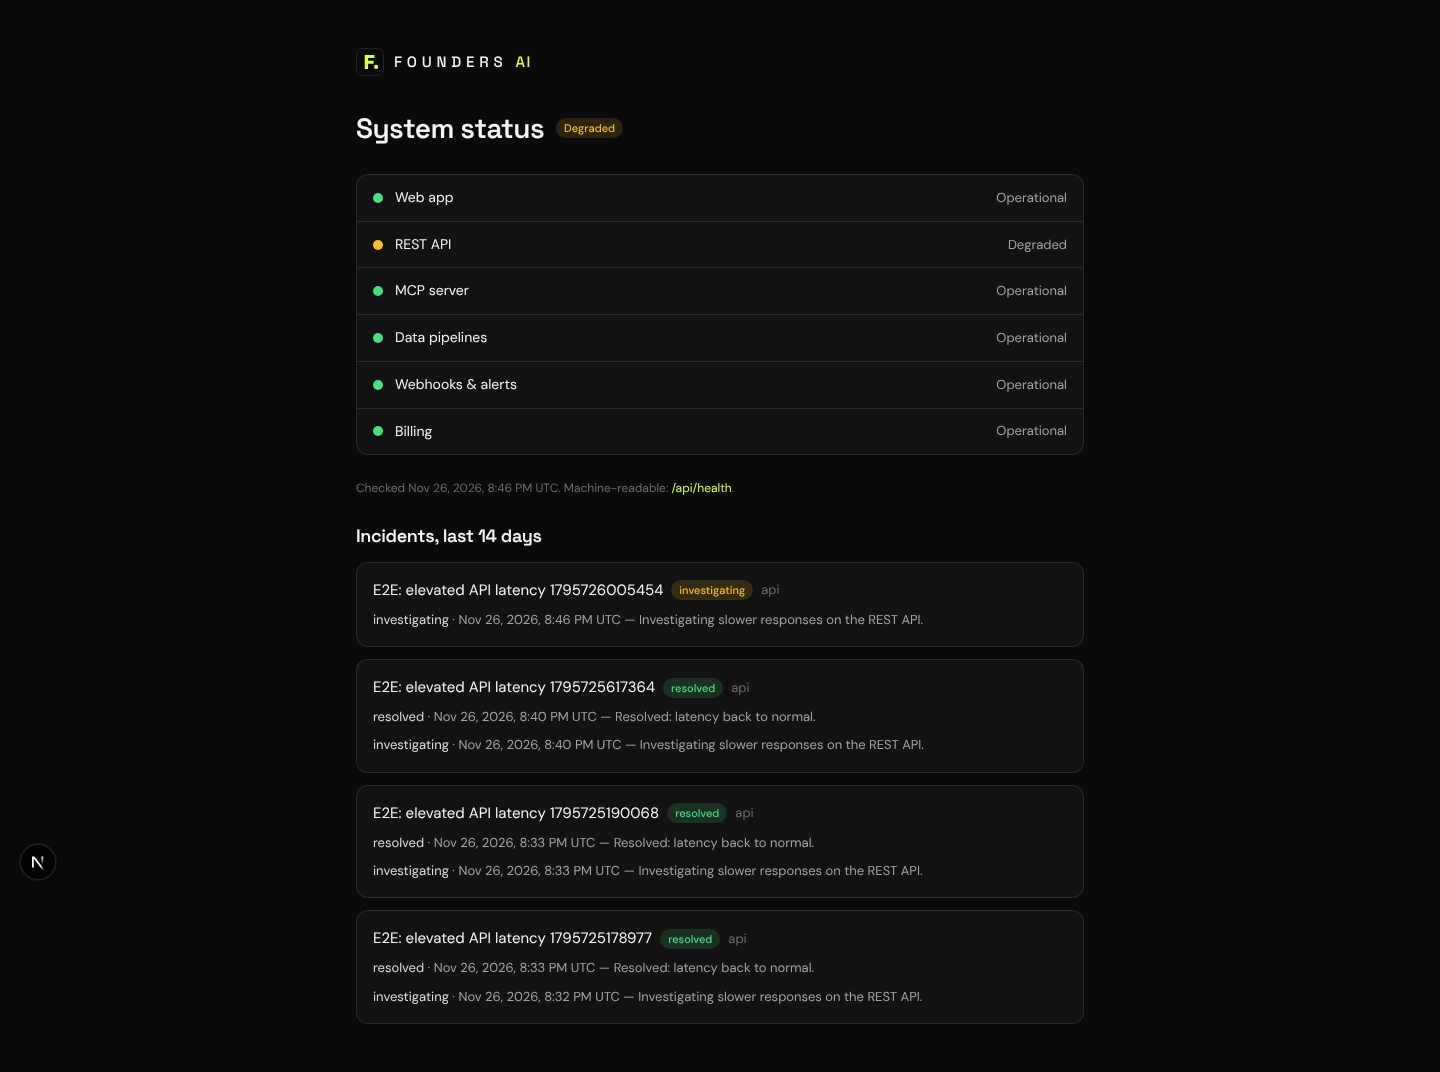 F. FOUNDERS AI
System status Degraded
Web app Operational
REST API Degraded
MCP server Operational
Data pipelines Operational
Webhooks & alerts Operational
Billing Operational
Checked Nov 26, 2026, 8:46 PM UTC. Machine-readable: /api/health.
Incidents, last 14 days
E2E: elevated API latency 1795726005454 investigating api
investigating · Nov 26, 2026, 8:46 PM UTC — Investigating slower responses on the REST API.
E2E: elevated API latency 1795725617364 resolved api
resolved · Nov 26, 2026, 8:40 PM UTC — Resolved: latency back to normal.
investigating · Nov 26, 2026, 8:40 PM UTC — Investigating slower responses on the REST API.
E2E: elevated API latency 1795725190068 resolved api
resolved · Nov 26, 2026, 8:33 PM UTC — Resolved: latency back to normal.
investigating · Nov 26, 2026, 8:33 PM UTC — Investigating slower responses on the REST API.
N
E2E: elevated API latency 1795725178977 resolved api
resolved · Nov 26, 2026, 8:33 PM UTC — Resolved: latency back to normal.
investigating · Nov 26, 2026, 8:32 PM UTC — Investigating slower responses on the REST API.